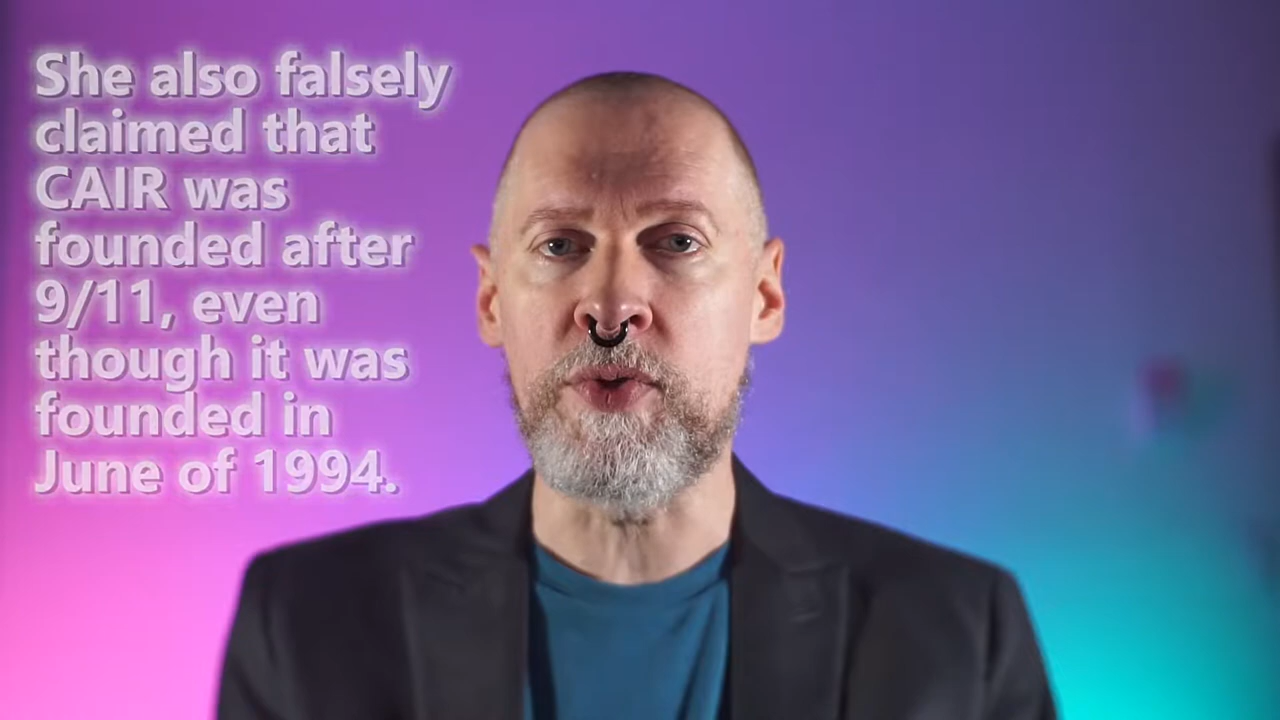 She also falsely
claimed that
CAIR was
founded after
9/11, even
though it was
founded in
June of 1994.